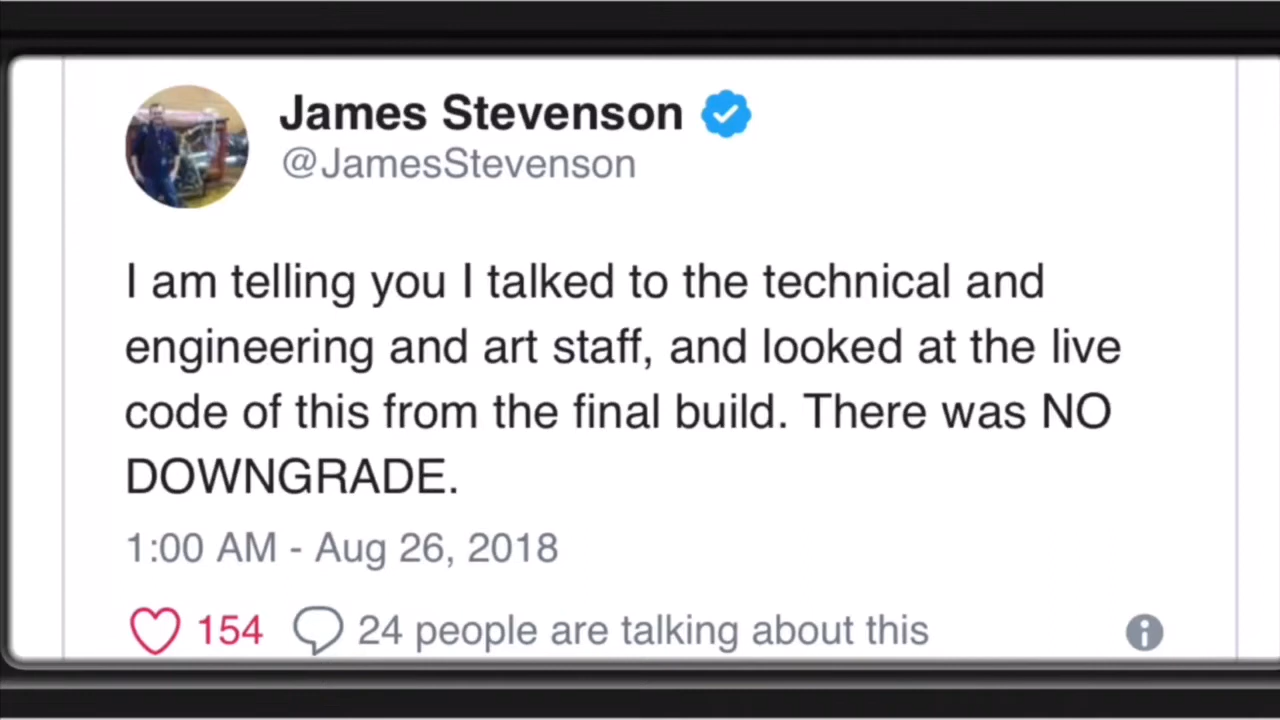 James Stevenson
@JamesStevenson
I am telling you I talked to the technical and
engineering and art staff, and looked at the live
code of this from the final build. There was NO
DOWNGRADE.
1:00 AM - Aug 26, 2018
154 24 people are talking about this